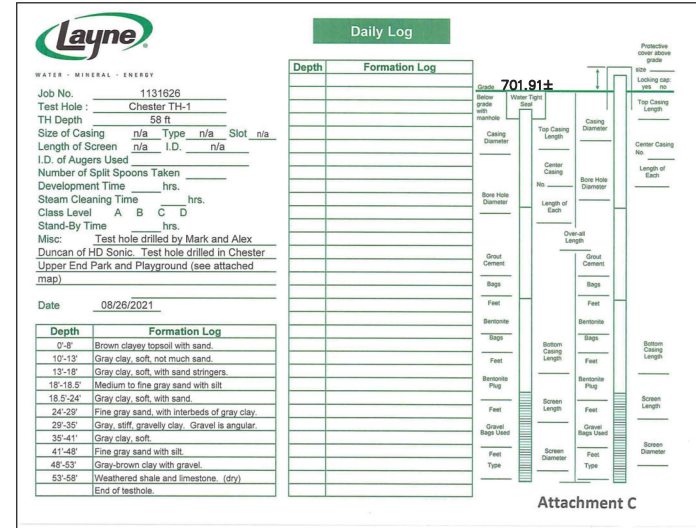 Layne
WATER - MINERAL - ENERGY
Daily Log
Job No. 1131626
Test Hole : Chester TH-1
TH Depth 58 ft
Size of Casing n/a Type n/a Slot n/a
Length of Screen n/a I.D. n/a
I.D. of Augers Used
Number of Split Spoons Taken
Development Time hrs.
Steam Cleaning Time hrs.
Class Level A B C D
Stand-By Time hrs.
Misc: Test hole drilled by Mark and Alex
Duncan of HD Sonic. Test hole drilled in Chester
Upper End Park and Playground (see attached
map)
Date 08/26/2021
Depth Formation Log
0'-8' Brown clayey topsoil with sand.
10'-13' Gray clay, soft, not much sand.
13'-18' Gray clay, soft, with sand stringers.
18'-18.5' Medium to fine gray sand with silt
18.5'-24' Gray clay, soft, with sand.
24'-29' Fine gray sand, with interbeds of gray clay.
29'-35' Gray, stiff, gravelly clay. Gravel is angular.
35'-41' Gray clay, soft.
41'-48' Fine gray sand with silt.
48'-53' Gray-brown clay with gravel.
53'-58' Weathered shale and limestone. (dry)
End of testhole.
Depth Formation Log
Protective
cover above
grade
size
Locking cap:
yes no
Grade 701.91±
Below
grade
with
manhole
Water Tight
Seal
Casing
Diameter
Bore Hole
Diameter
Grout
Cement
Bags
Feet
Bentonite
Bags
Feet
Bentonite
Plug
Feet
Gravel
Bags Used
Feet
Type
Top Casing
Length
Center
Casing
No.
Length of
Each
Over-all
Length
Bottom
Casing
Length
Screen
Length
Screen
Diameter
Casing
Diameter
Bore Hole
Diameter
Grout
Cement
Bags
Feet
Bentonite
Bags
Feet
Bentonite
Plug
Feet
Gravel
Bags Used
Feet
Type
Top Casing
Length
Center Casing
No.
Length of
Each
Bottom
Casing
Length
Screen
Length
Screen
Diameter
Attachment C